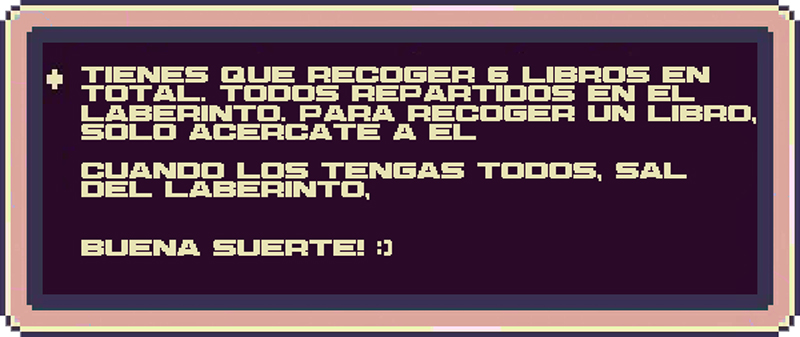 TIENES QUE RECOGER 6 LIBROS EN
TOTAL. TODOS REPARTIDOS EN EL
LABERINTO. PARA RECOGER UN LIBRO,
SOLO ACERCATE A EL
CUANDO LOS TENGAS TODOS, SAL
DEL LABERINTO,
BUENA SUERTE! :)